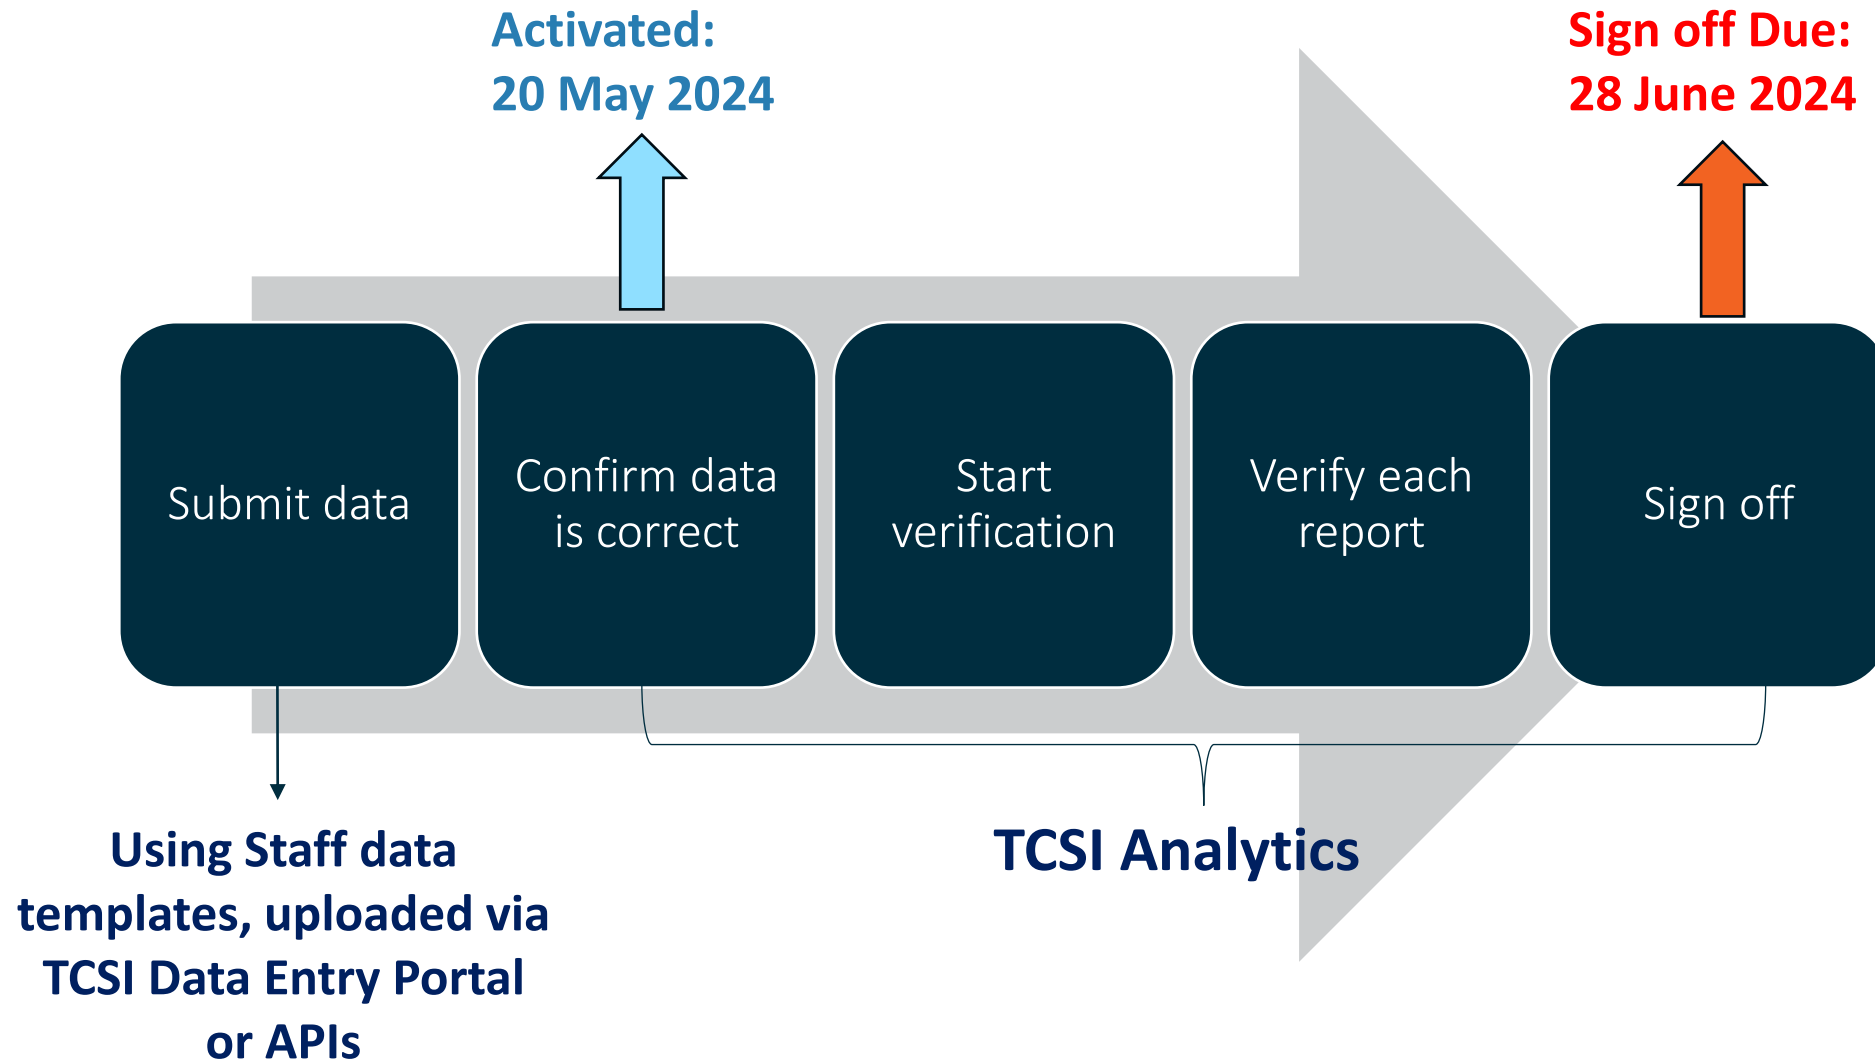 Activated:
20 May 2024
Sign off Due:
28 June 2024
Submit data
Confirm data
is correct
Start
verification
Verify each
report
Sign off
Using Staff data
templates, uploaded via
TCSI Data Entry Portal
or APIs
TCSI Analytics